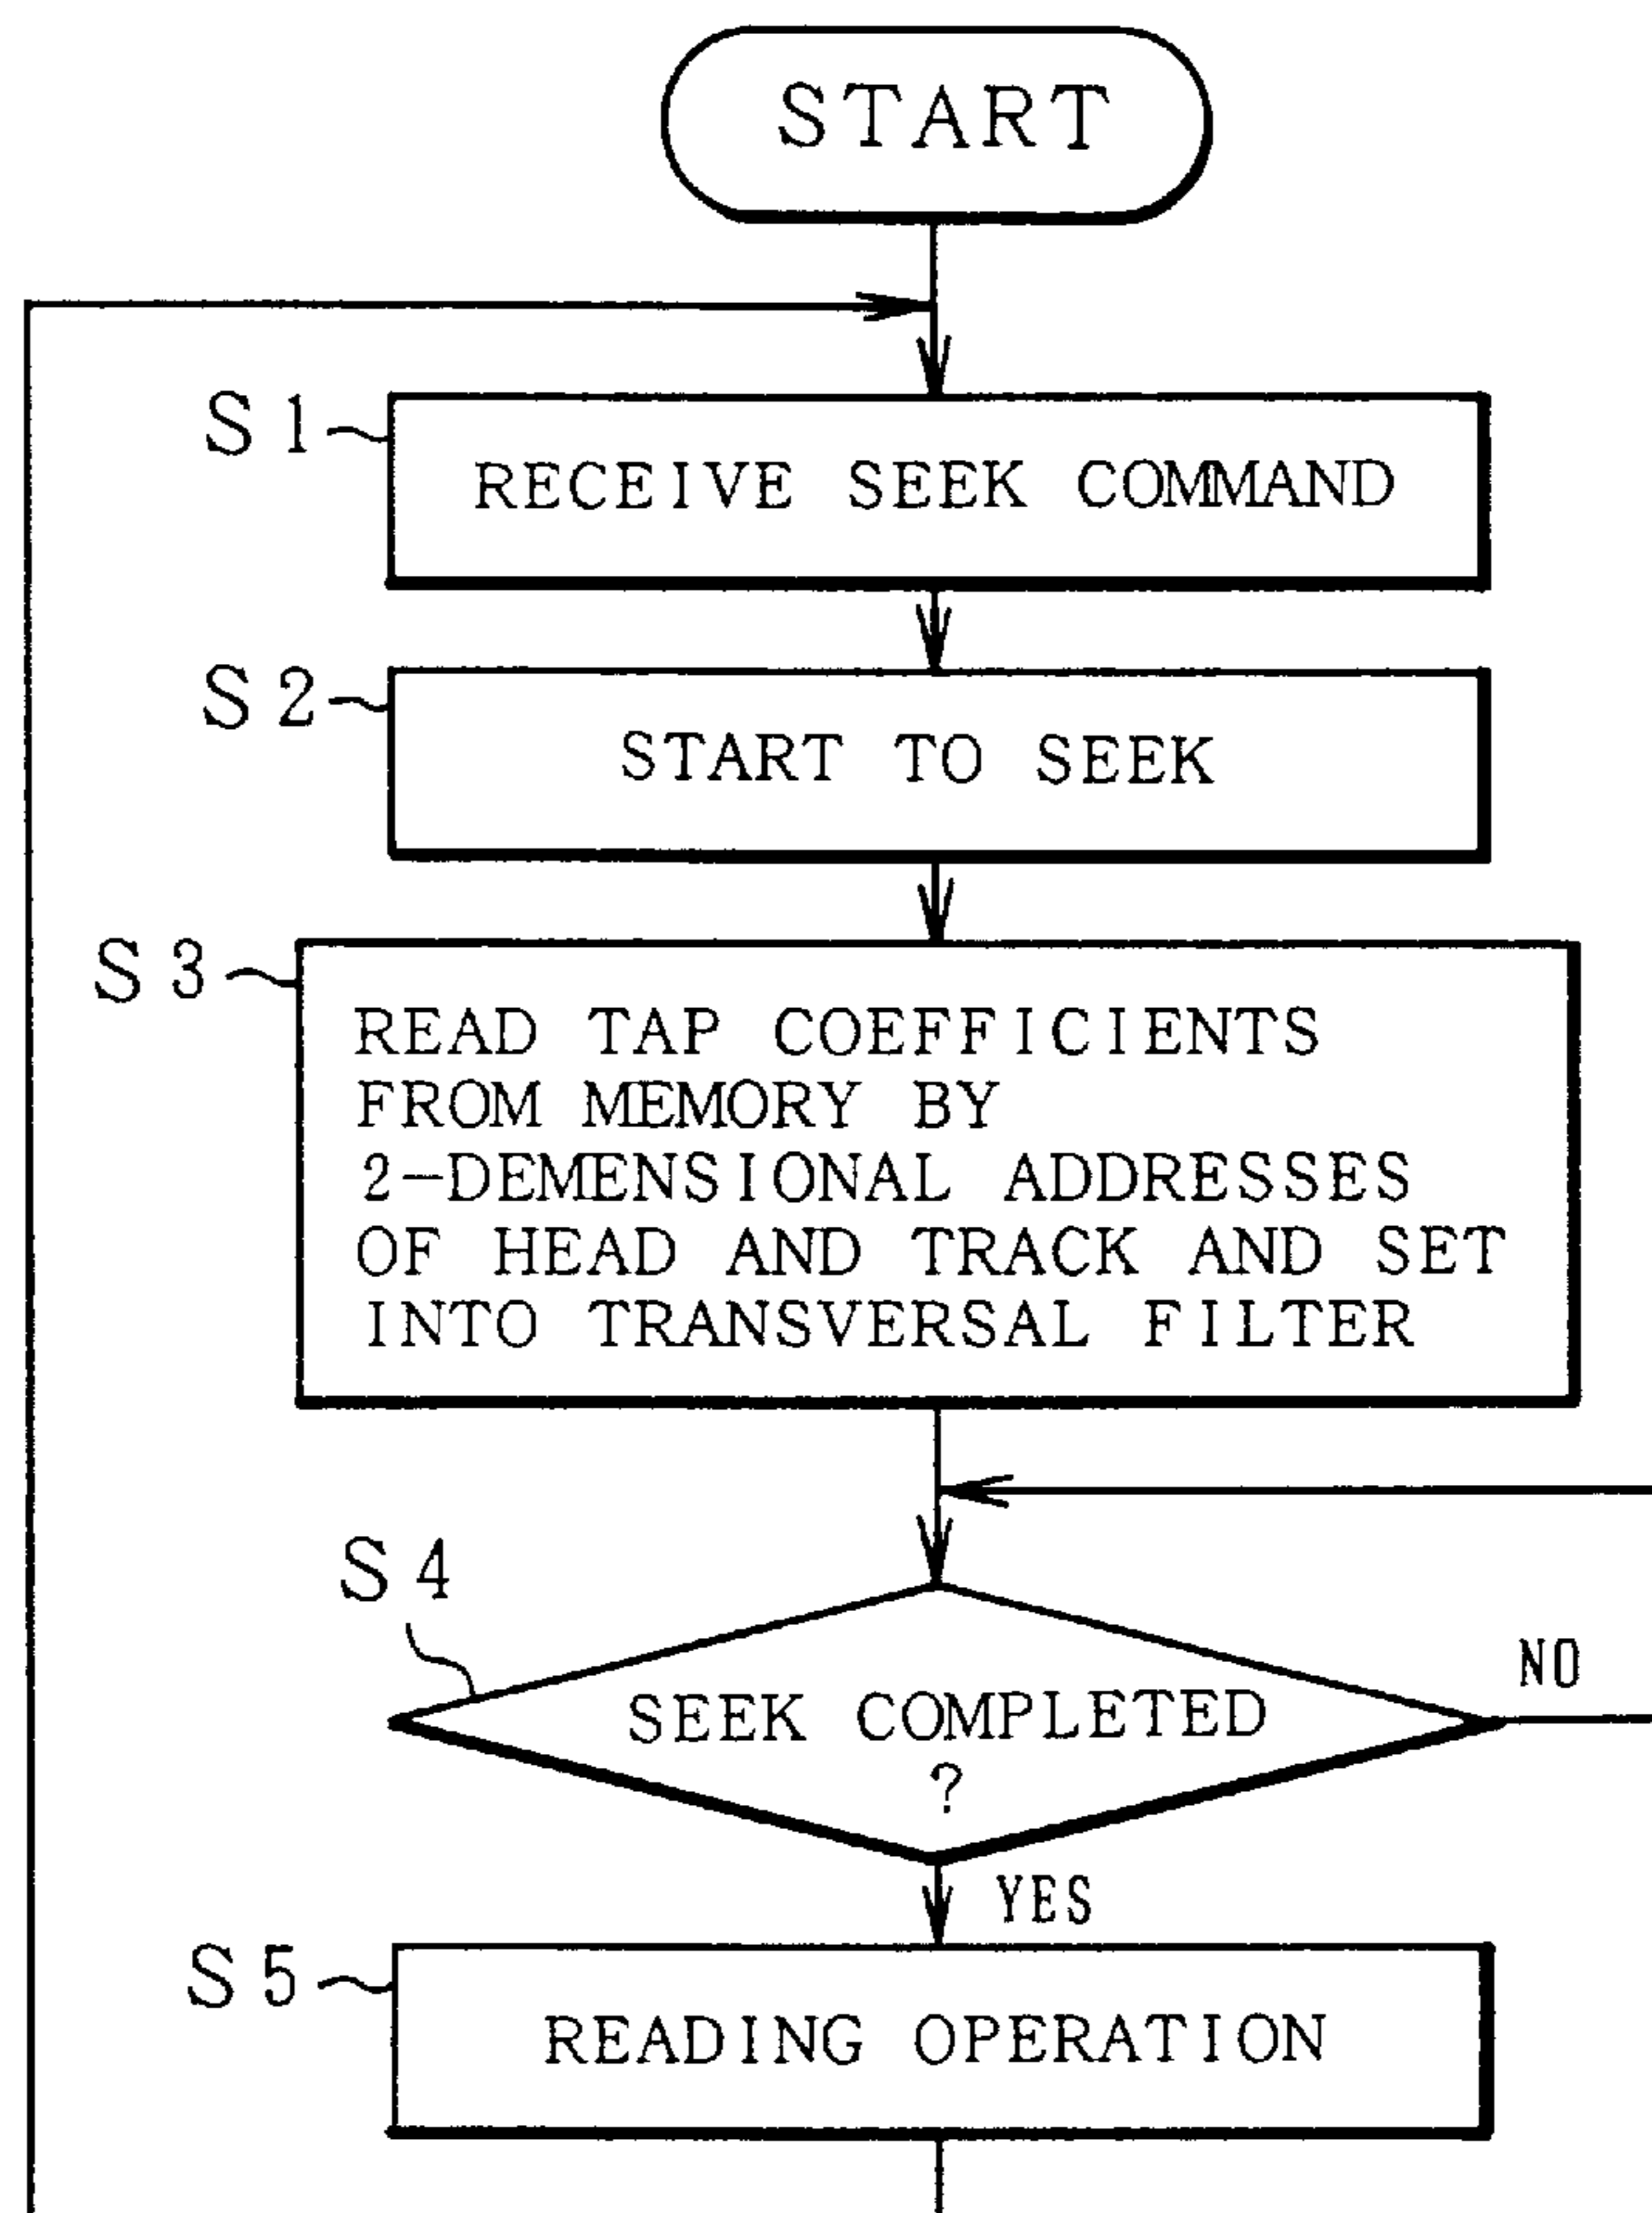 START
S1
RECEIVE SEEK COMMAND
S2
START TO SEEK
S3
READ TAP COEFFICIENTS
FROM MEMORY BY
2-DEMENSIONAL ADDRESSES
OF HEAD AND TRACK AND SET
INTO TRANSVERSAL FILTER
S4
NO
SEEK COMPLETED
?
YES
S5
READING OPERATION